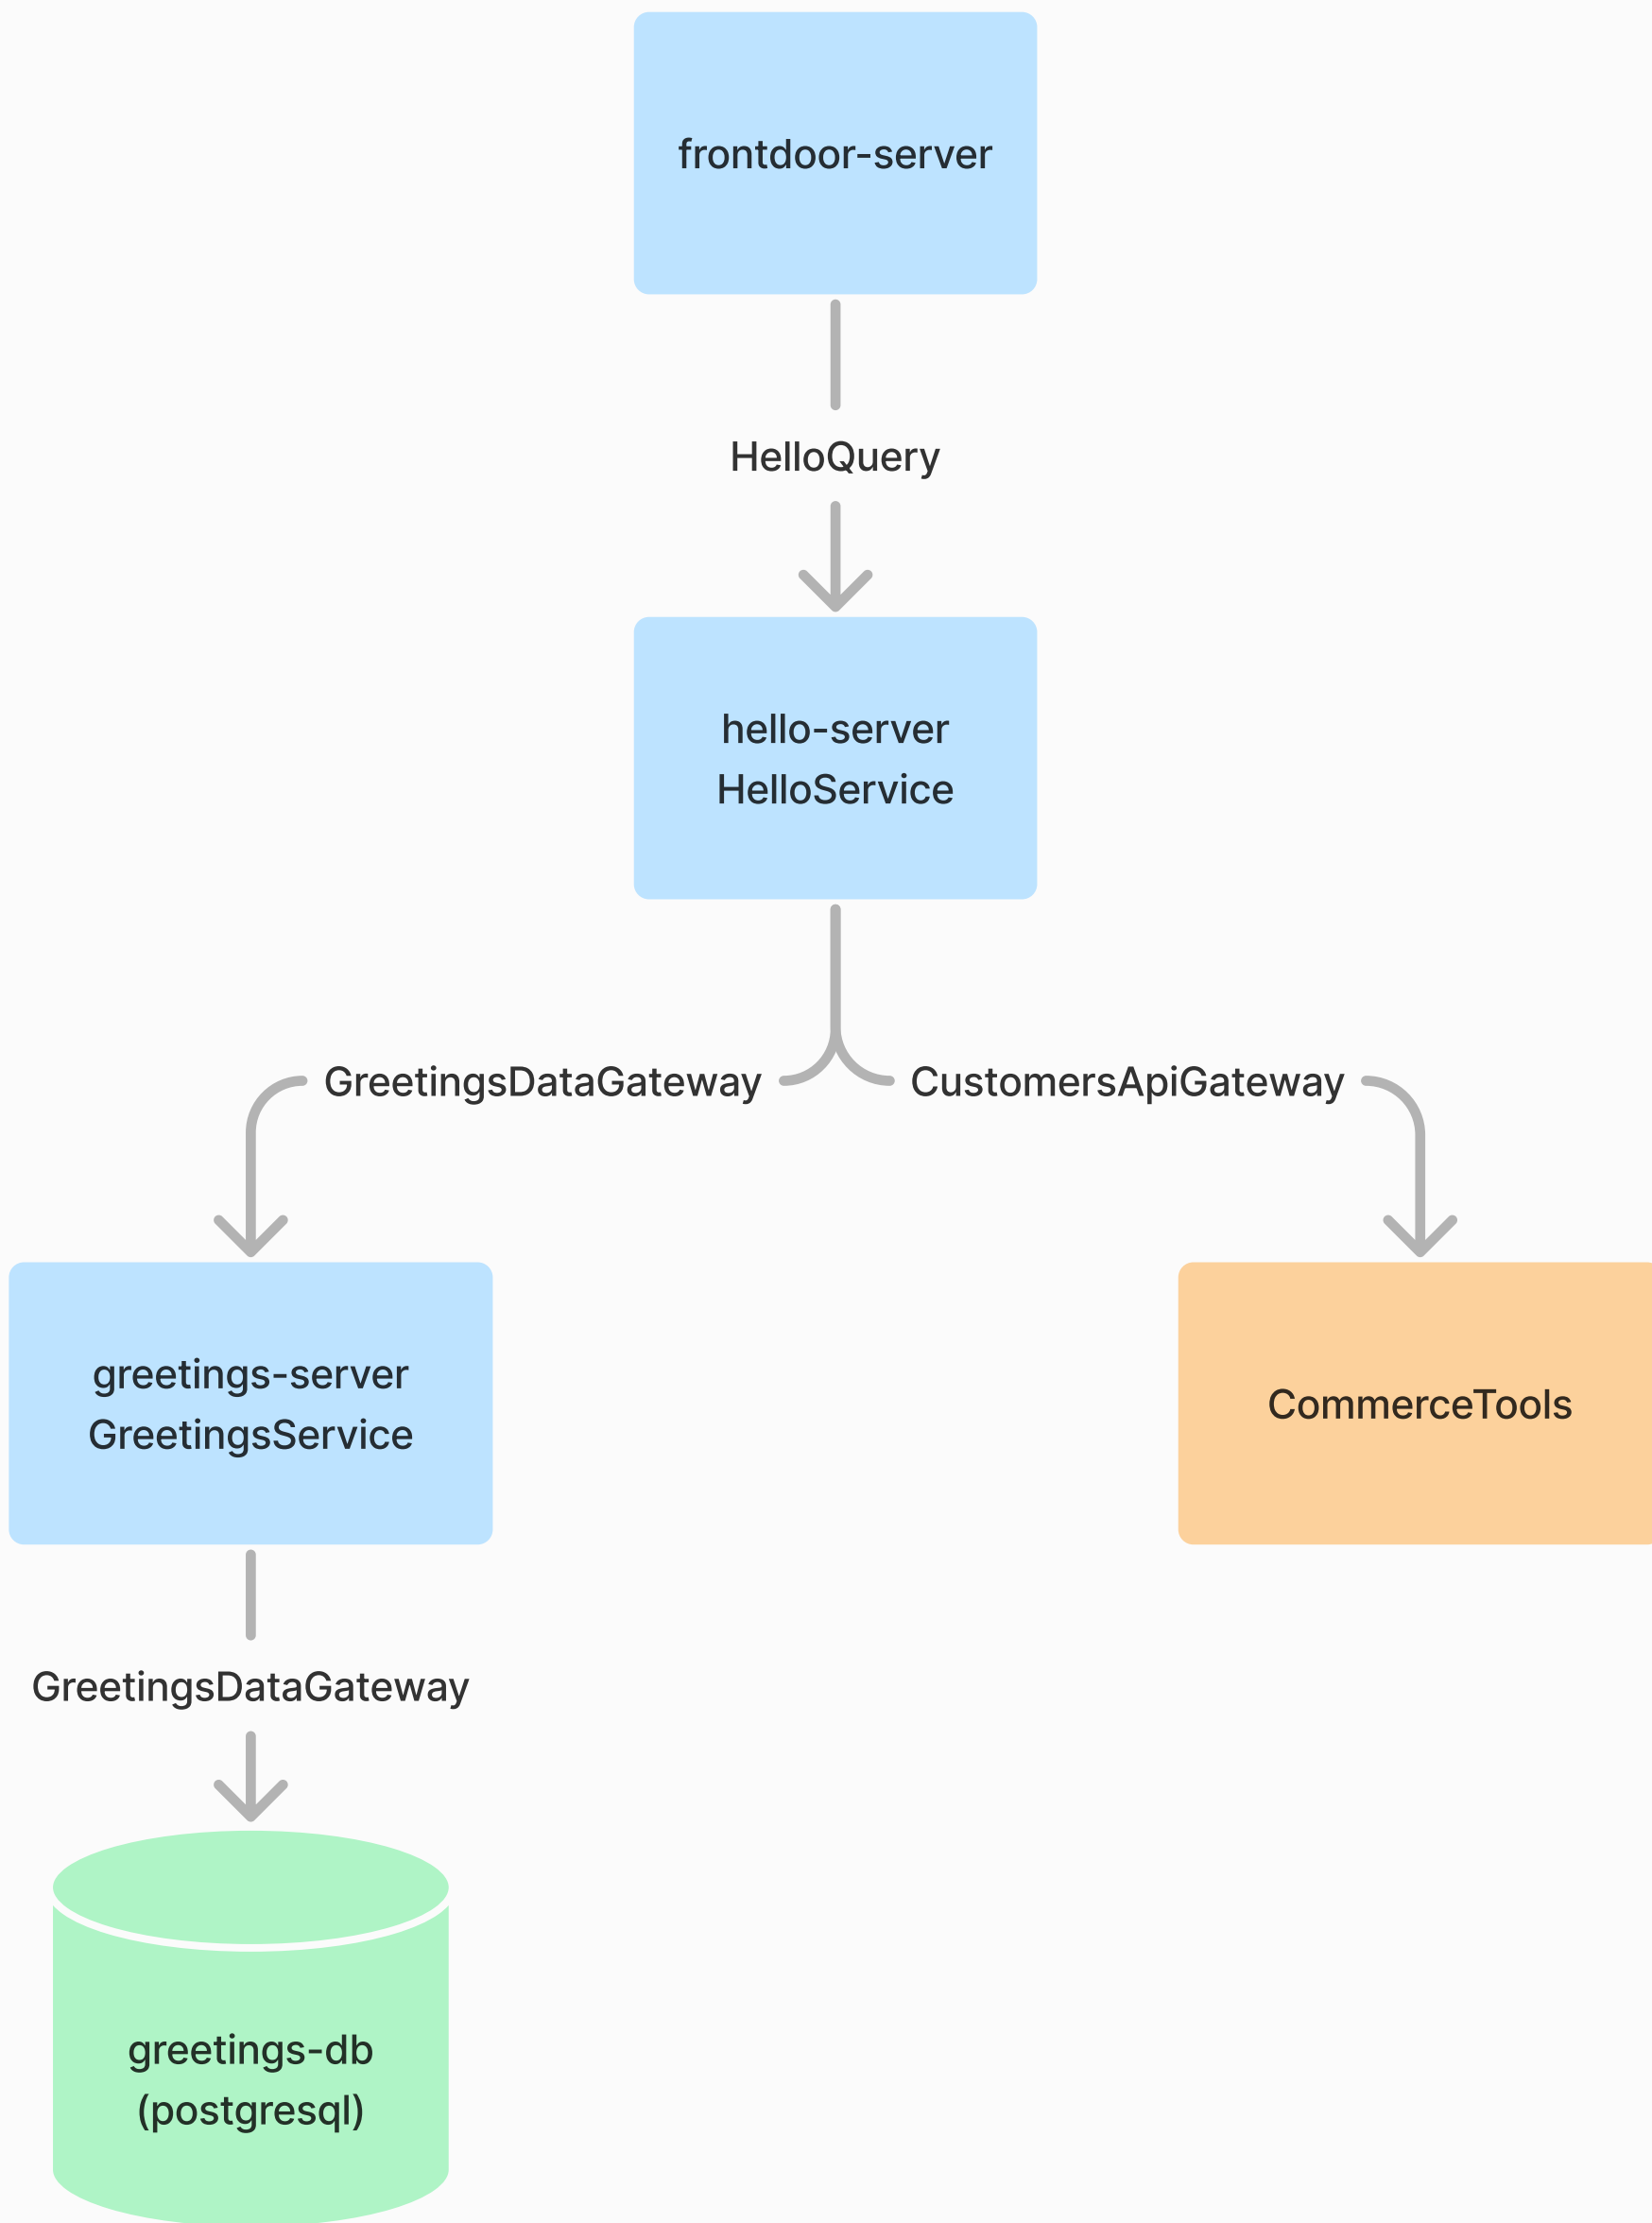 frontdoor-server
HelloQuery
hello-server
HelloService
GreetingsDataGateway
CustomersApiGateway
greetings-server
GreetingsService
CommerceTools
GreetingsDataGateway
greetings-db
(postgresql)